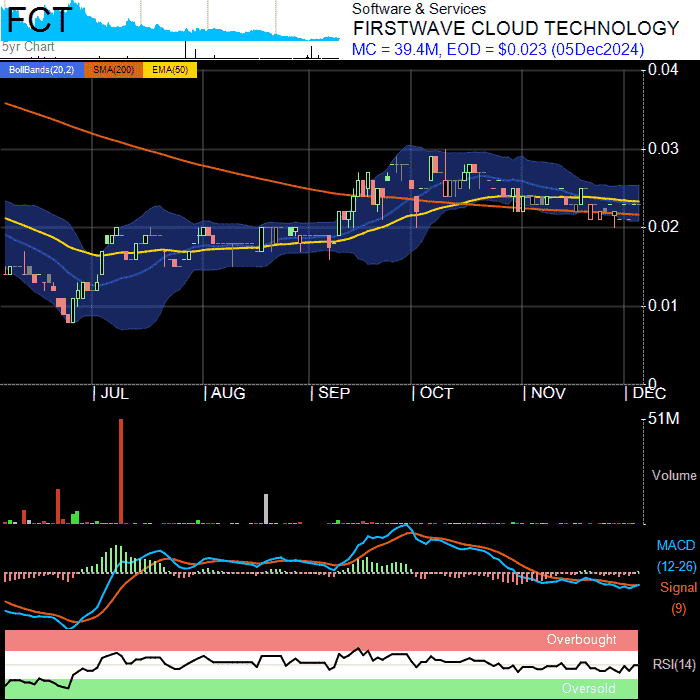 FCT
5yr Chart
Software & Services
FIRSTWAVE CLOUD TECHNOLOGY
MC = 39.4M, EOD = $0.023 (05Dec2024)
BollBands(20,2) SMA(200) EMA(50)
0.04
0.03
0.02
0.01
0
JUL AUG SEP OCT NOV DEC
51M
Volume
MACD
(12-26)
Signal
(9)
Overbought
RSI(14)
Oversold